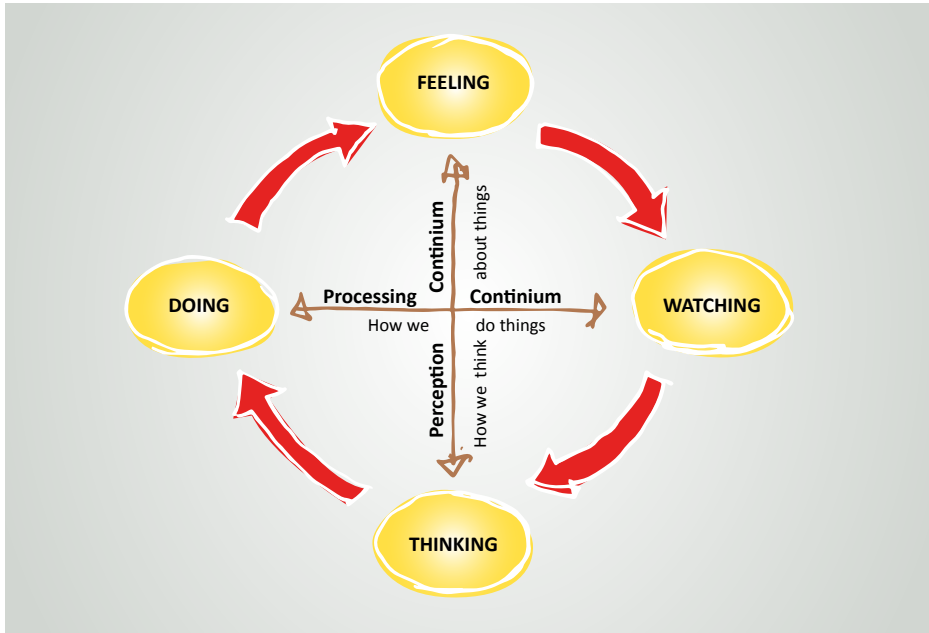 FEELING
DOING
WATCHING
THINKING
Processing Continium
How we do things
Perception Continium
How we think about things